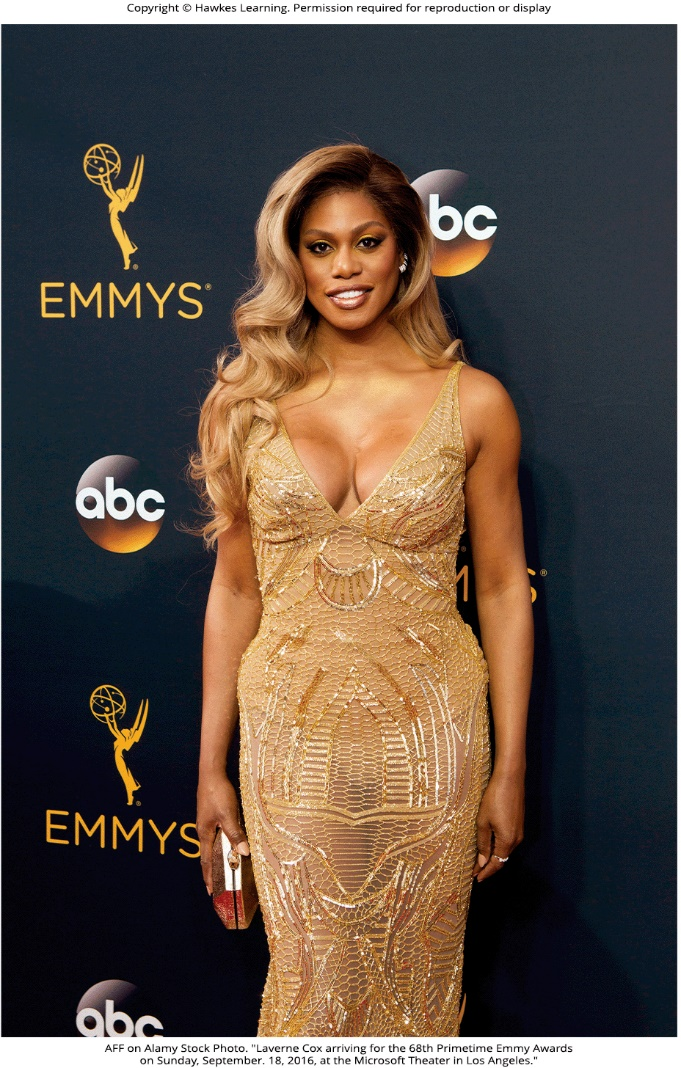 Copyright © Hawkes Learning. Permission required for reproduction or display
abc
EMMYS®
abc
M S®
EMMYS
abc
AFF on Alamy Stock Photo. "Laverne Cox arriving for the 68th Primetime Emmy Awards
on Sunday, September. 18, 2016, at the Microsoft Theater in Los Angeles."